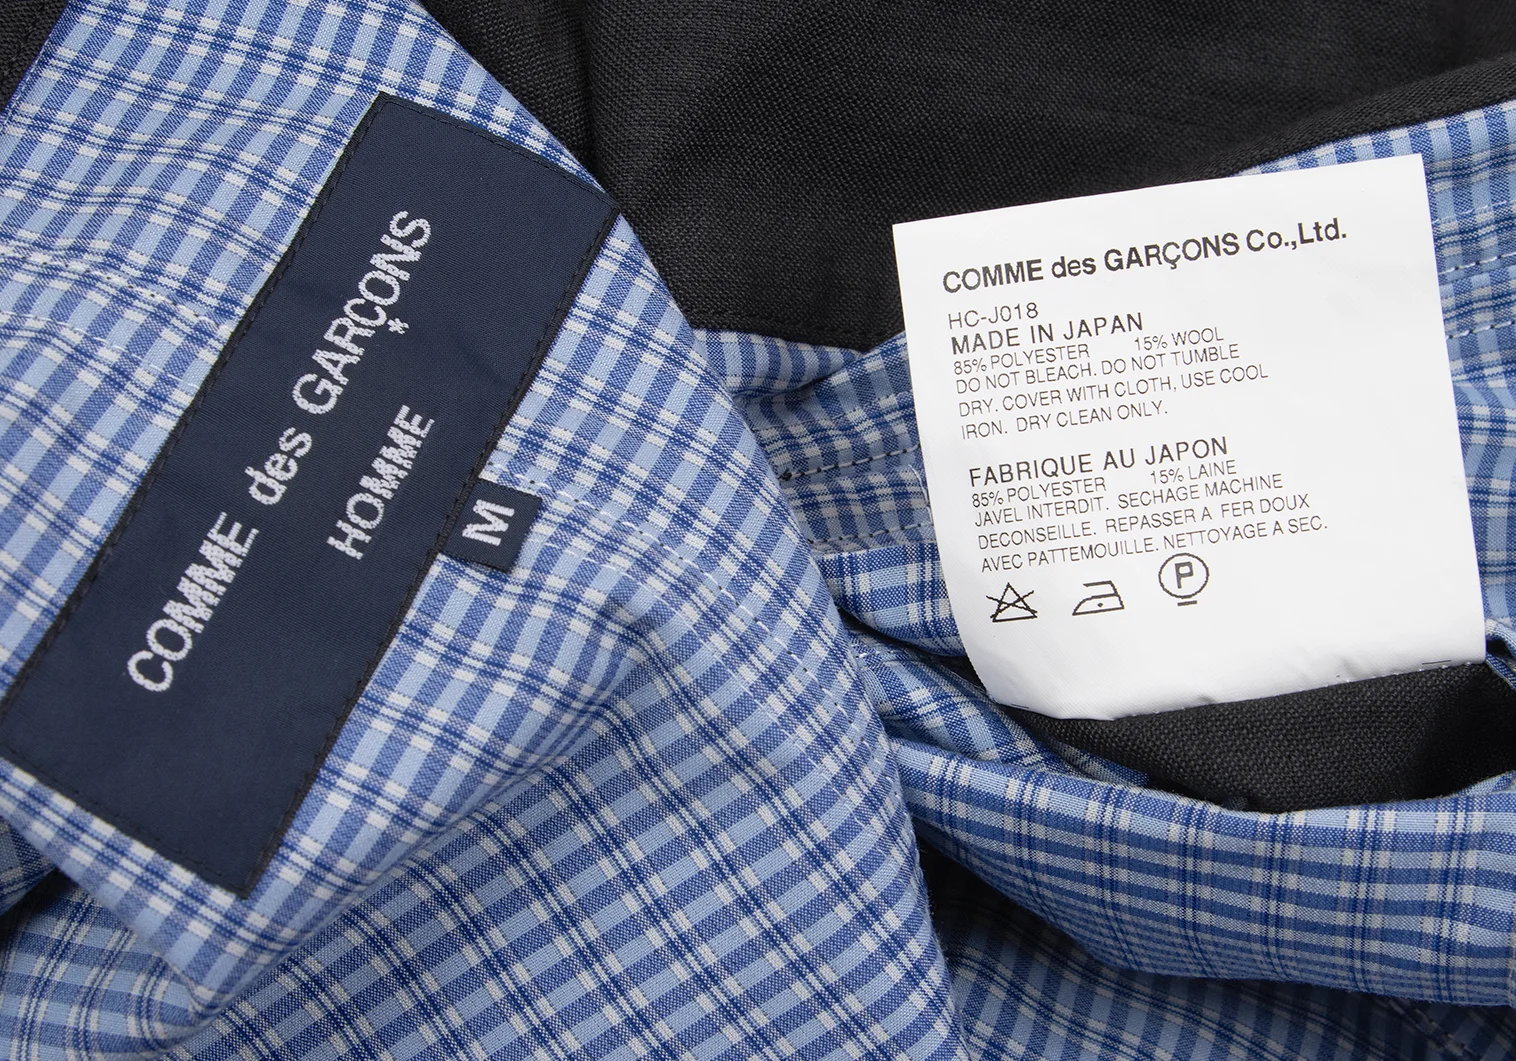 COMME des GARÇONS
HOMME
M
COMME des GARÇONS Co.,Ltd.
HC-J018
MADE IN JAPAN
85% POLYESTER 15% WOOL
DO NOT BLEACH. DO NOT TUMBLE
DRY. COVER WITH CLOTH, USE COOL
IRON. DRY CLEAN ONLY.
FABRIQUE AU JAPON
85% POLYESTER 15% LAINE
JAVEL INTERDIT. SECHAGE MACHINE
DECONSEILLE. REPASSER A FER DOUX
AVEC PATTEMOUILLE. NETTOYAGE A SEC.
P